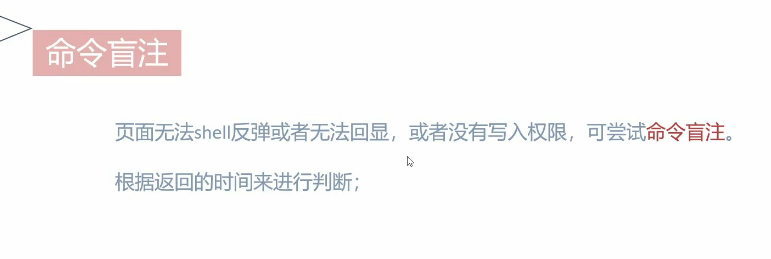 命令盲注
页面无法shell反弹或者无法回显，或者没有写入权限，可尝试命令盲注。
根据返回的时间来进行判断；